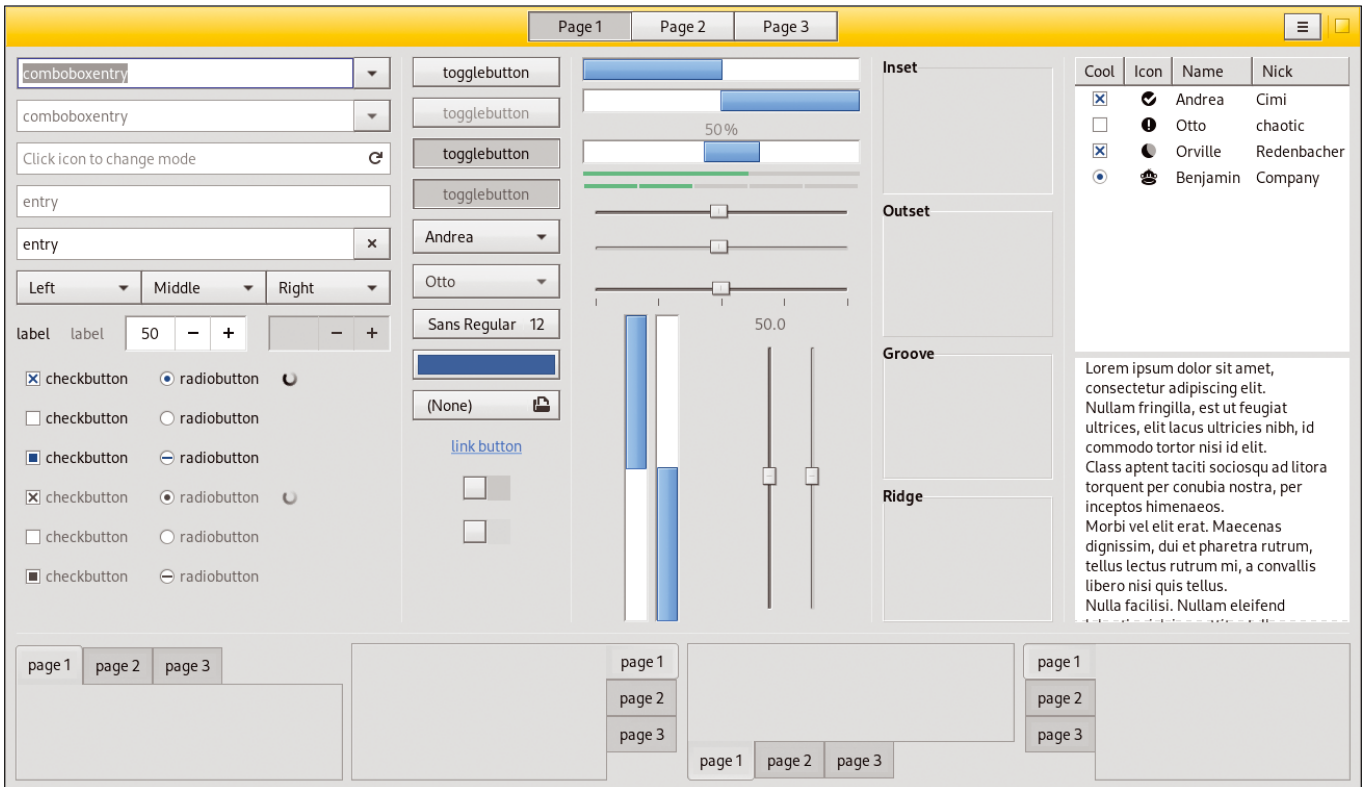 Page 1 Page 2 Page 3
comboboxentry
comboboxentry
Click icon to change mode
entry
entry
Left Middle Right
label label 50
checkbutton radiobutton
checkbutton radiobutton
checkbutton radiobutton
checkbutton radiobutton
checkbutton radiobutton
checkbutton radiobutton
togglebutton
togglebutton
togglebutton
togglebutton
Andrea
Otto
Sans Regular 12
(None)
link button
50 %
50.0
Inset
Outset
Groove
Ridge
Cool Icon Name Nick
Andrea Cimi
Otto chaotic
Orville Redenbacher
Benjamin Company
Lorem ipsum dolor sit amet,
consectetur adipiscing elit.
Nullam fringilla, est ut feugiat
ultrices, elit lacus ultricies nibh, id
commodo tortor nisi id elit.
Class aptent taciti sociosqu ad litora
torquent per conubia nostra, per
inceptos himenaeos.
Morbi vel elit erat. Maecenas
dignissim, dui et pharetra rutrum,
tellus lectus rutrum mi, a convallis
libero nisi quis tellus.
Nulla facilisi. Nullam eleifend
page 1 page 2 page 3
page 1
page 2
page 3
page 1 page 2 page 3
page 1
page 2
page 3